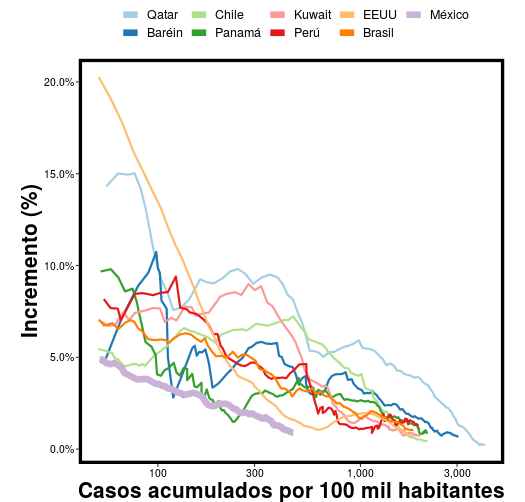 Qatar Chile Kuwait EEUU México
Baréin Panamá Perú Brasil
20.0%
15.0%
10.0%
5.0%
0.0%
Incremento (%)
100 300 1,000 3,000
Casos acumulados por 100 mil habitantes